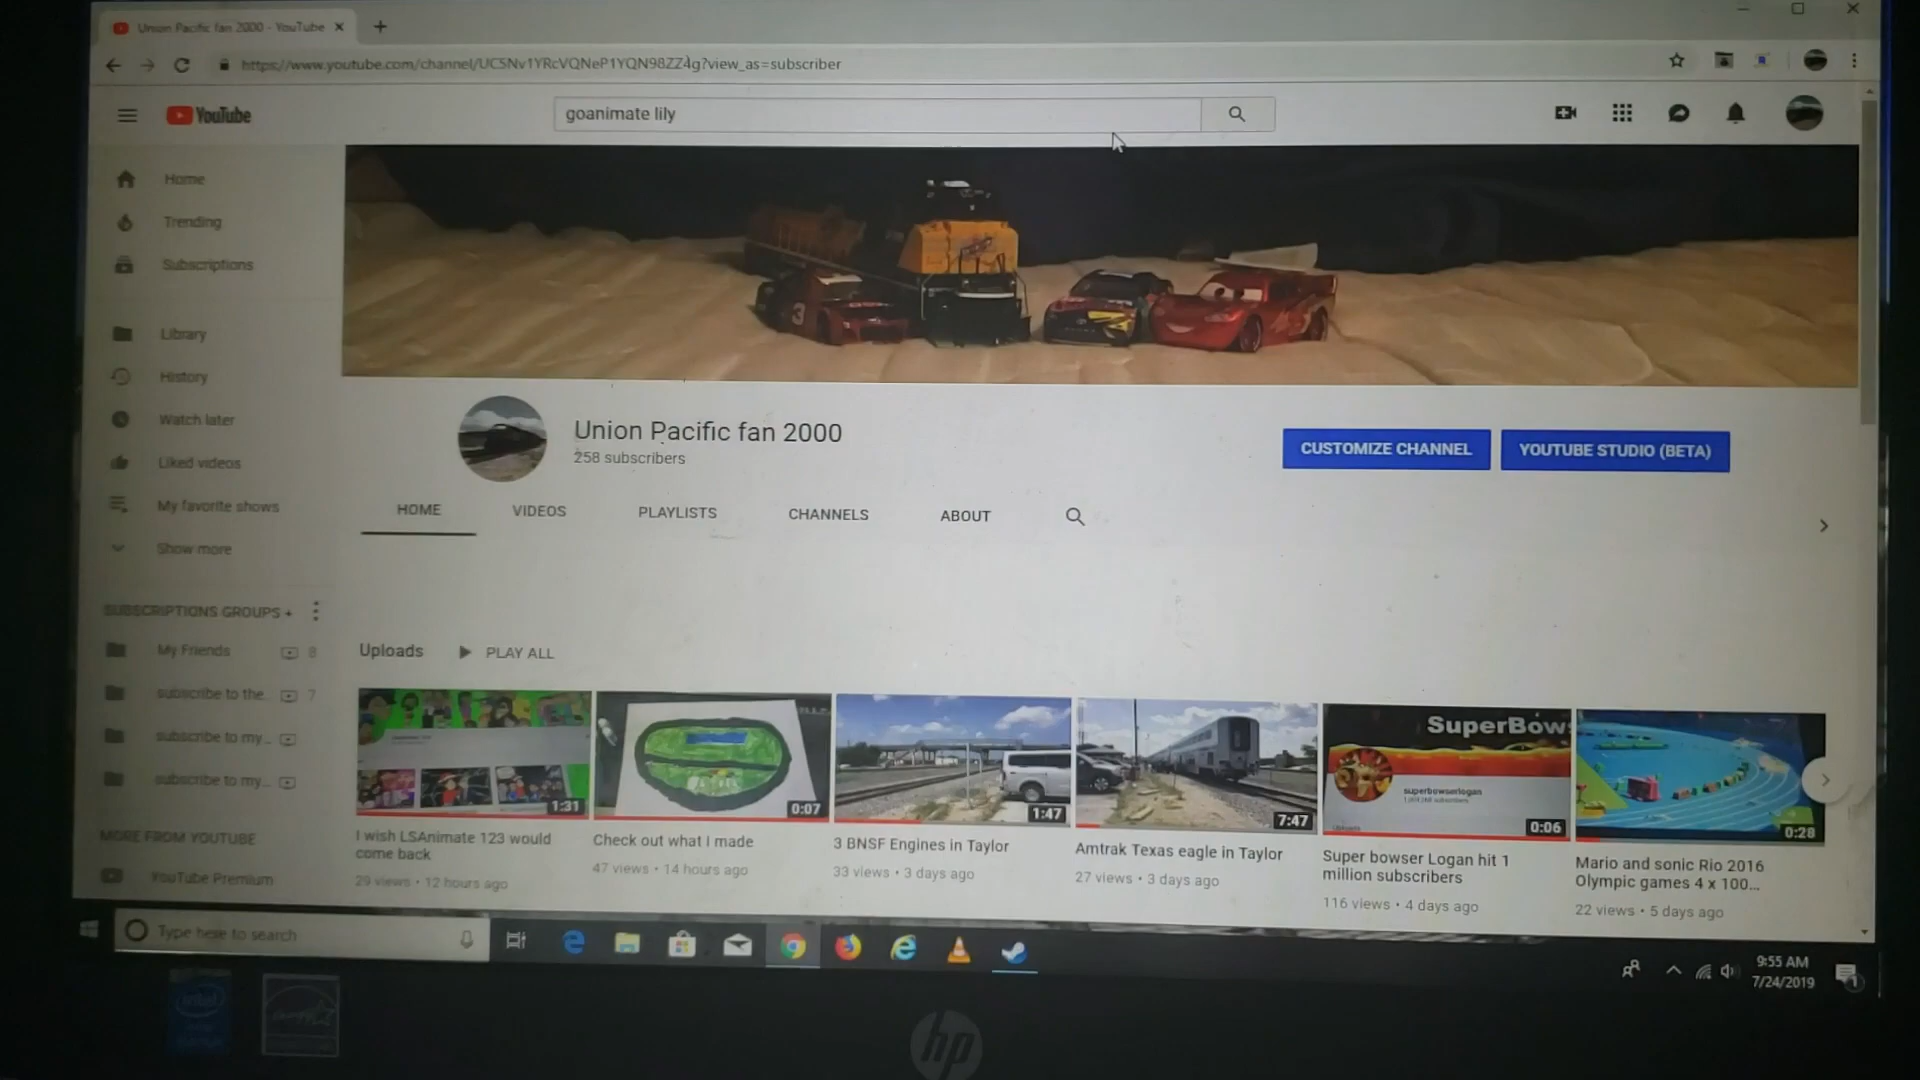 Union Pacific fan 2000 - YouTube
https://www.youtube.com/channel/UC5Nv1YRcVQNeP1YQN98ZZ4g?view_as=subscriber
YouTube
goanimate lily
Home
Trending
Subscriptions
Library
History
Watch later
Liked videos
My favorite shows
Show more
SUBSCRIPTIONS GROUPS +
My Friends 8
subscribe to the.. 7
subscribe to my...
subscribe to my...
MORE FROM YOUTUBE
YouTube Premium
3
Union Pacific fan 2000
258 subscribers
CUSTOMIZE CHANNEL
YOUTUBE STUDIO (BETA)
HOME VIDEOS PLAYLISTS CHANNELS ABOUT
Uploads PLAY ALL
1:31
I wish LSAnimate 123 would
come back
29 views • 12 hours ago
0:07
Check out what I made
47 views • 14 hours ago
1:47
3 BNSF Engines in Taylor
33 views • 3 days ago
7:47
Amtrak Texas eagle in Taylor
27 views • 3 days ago
SuperBows
superbowserlogan
Uploads
0:06
Super bowser Logan hit 1
million subscribers
116 views • 4 days ago
0:28
Mario and sonic Rio 2016
Olympic games 4 x 100...
22 views • 5 days ago
Type here to search
9:55 AM
7/24/2019
1
intel
hp